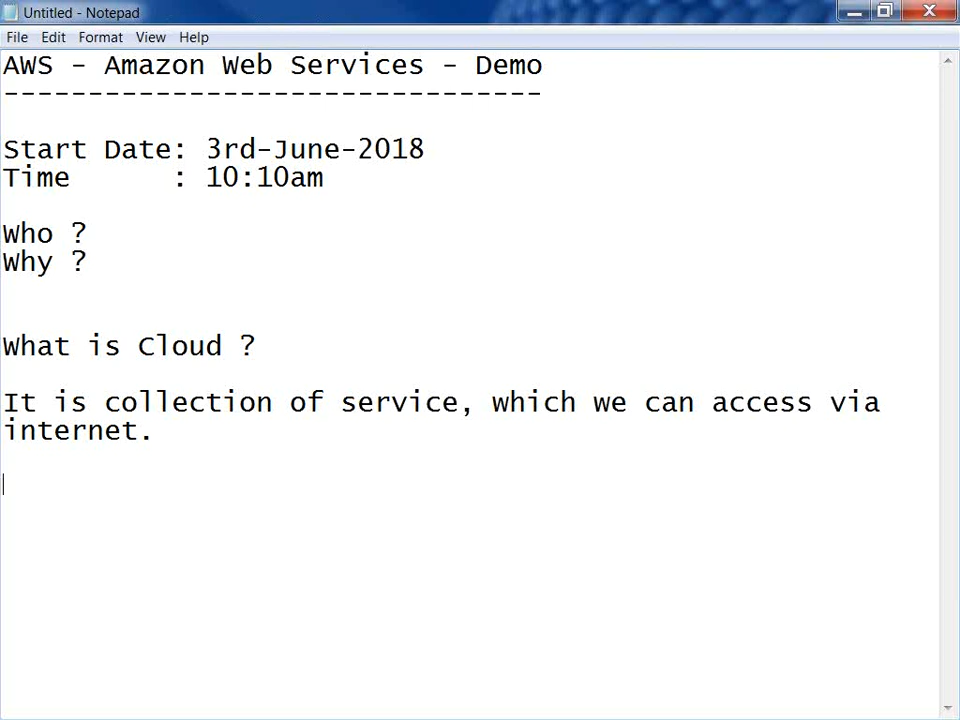 Untitled - Notepad
File Edit Format View Help
AWS - Amazon Web Services - Demo
--------------------------------
Start Date: 3rd-June-2018
Time : 10:10am
Who ?
Why ?
What is Cloud ?
It is collection of service, which we can access via
internet.